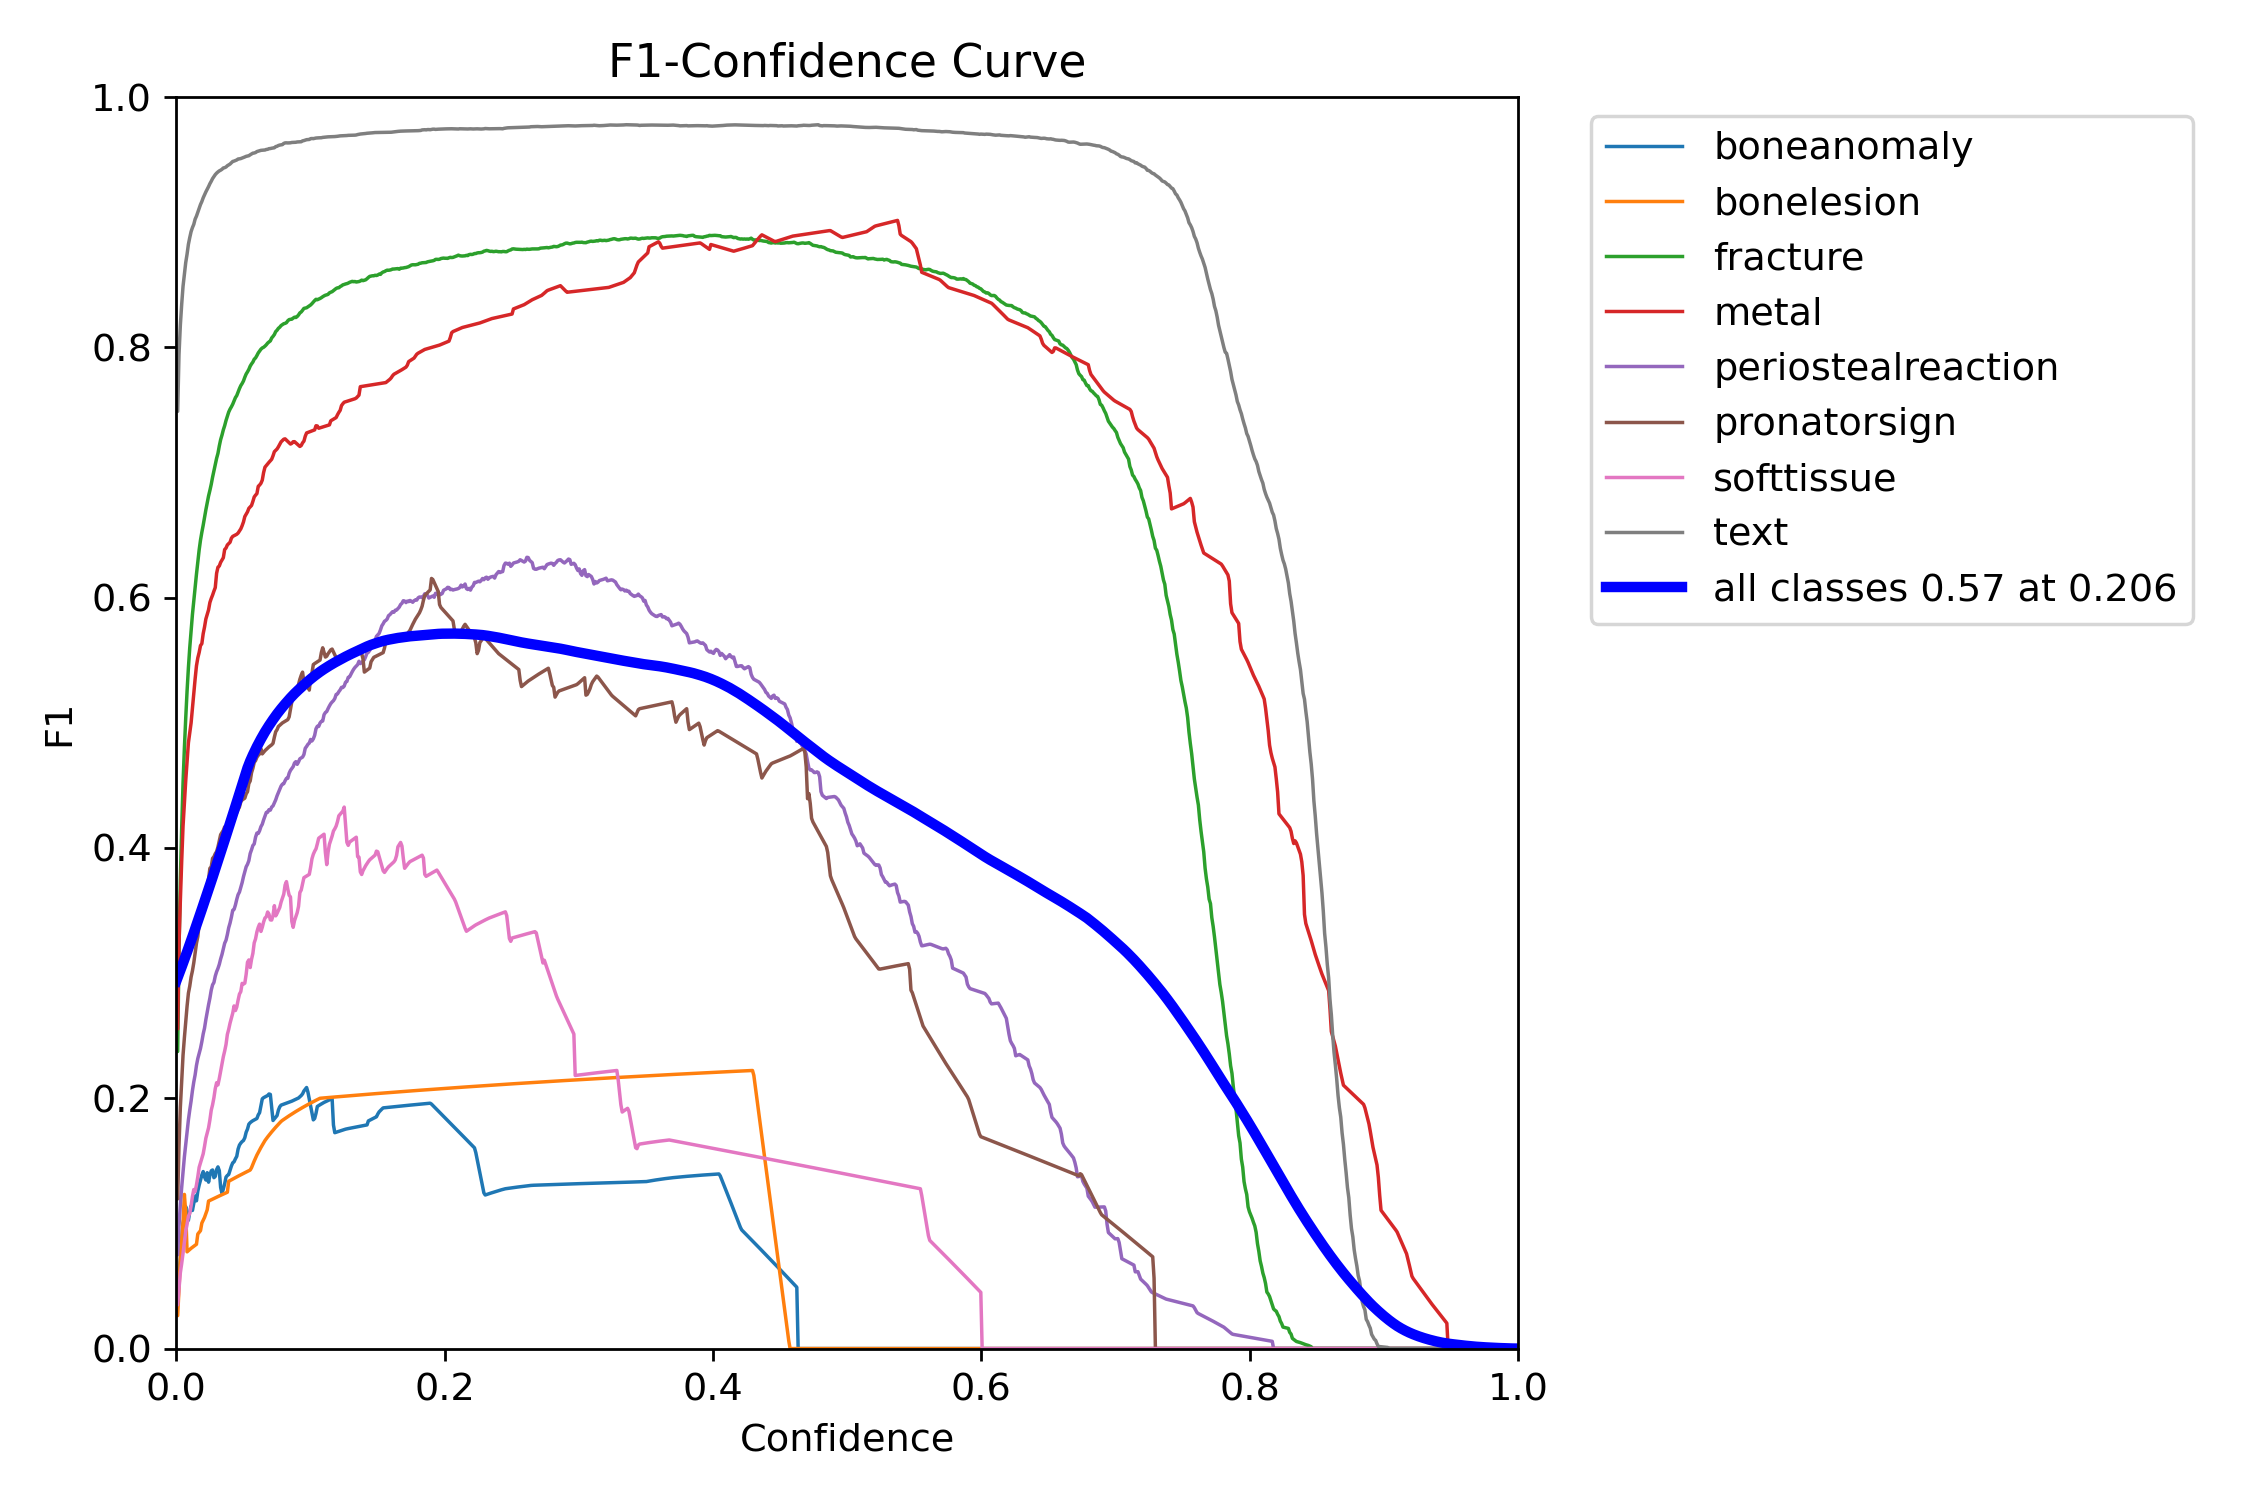 F1-Confidence Curve
1.0
0.8
0.6
0.4
0.2
0.0
F1
0.0 0.2 0.4 0.6 0.8 1.0
Confidence
boneanomaly
bonelesion
fracture
metal
periostealreaction
pronatorsign
softtissue
text
all classes 0.57 at 0.206